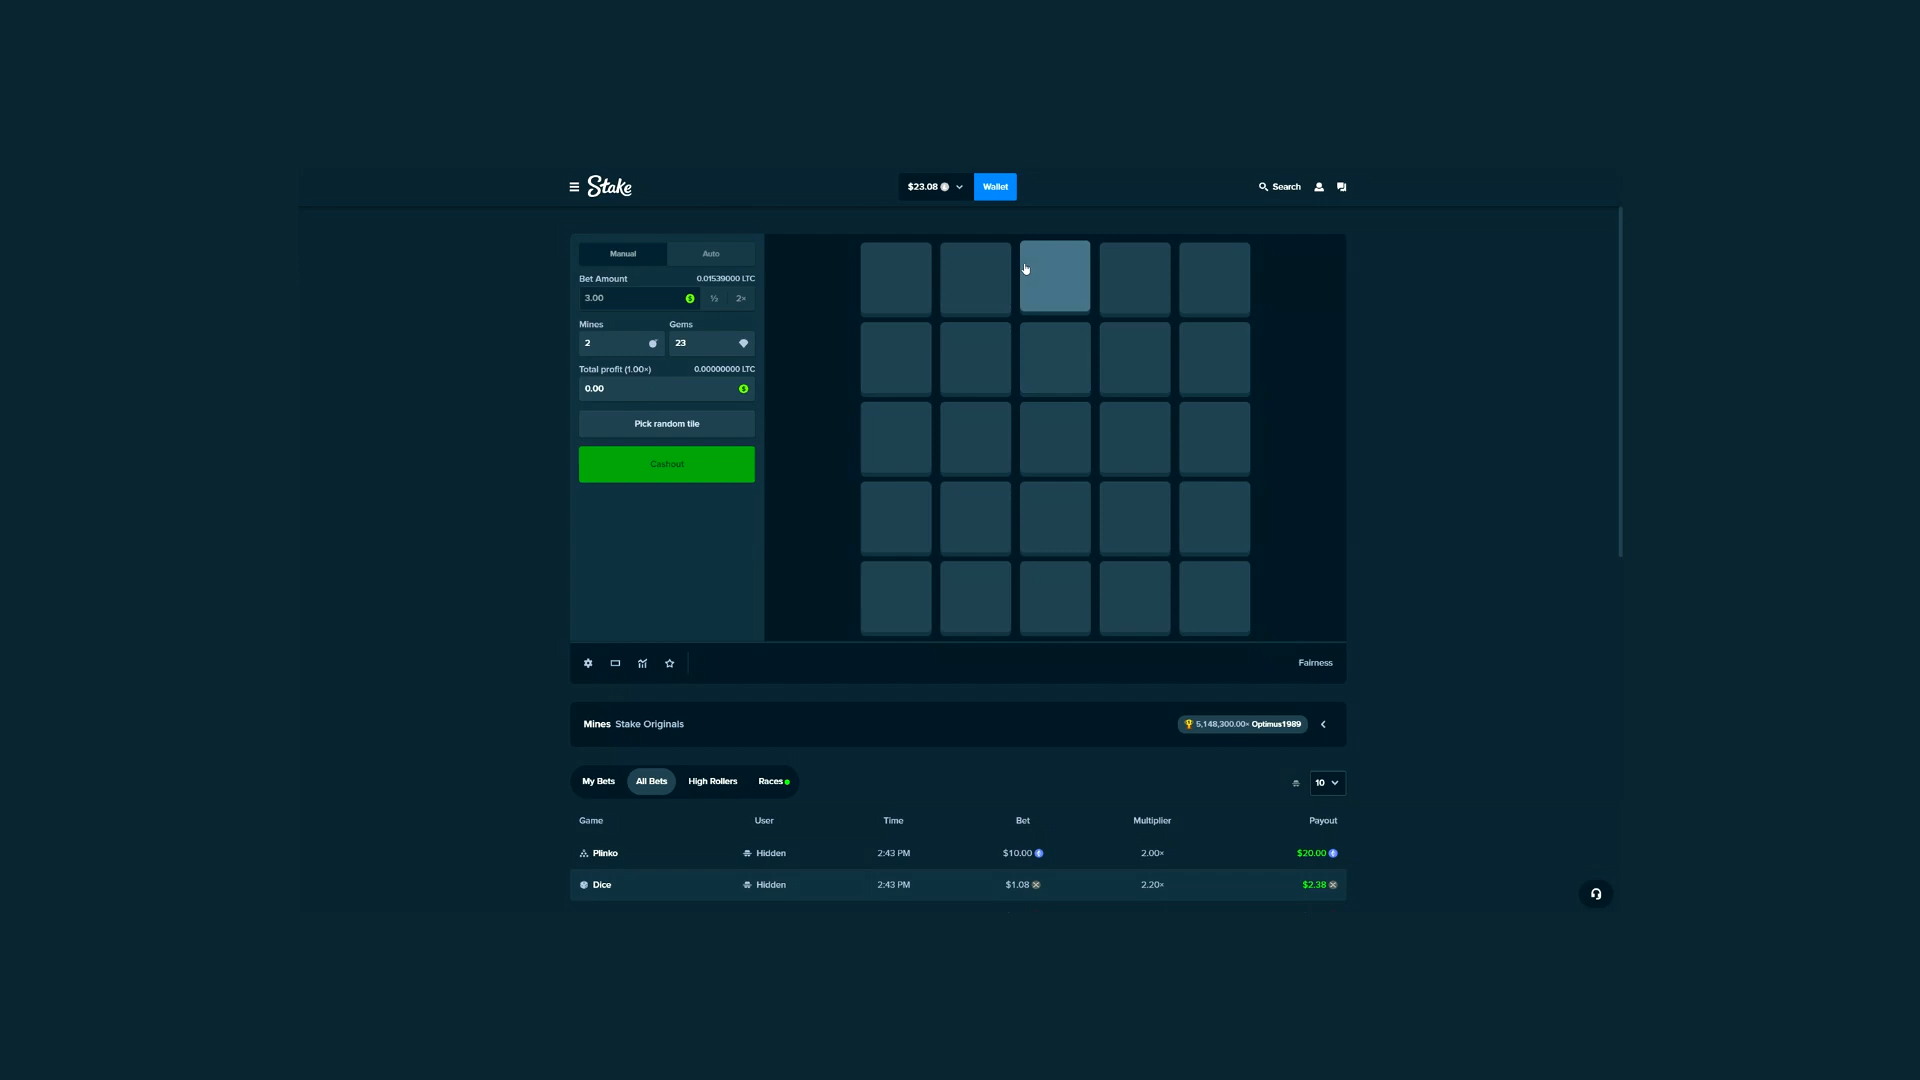 Stake
$23.08
Wallet
Search
Manual
Auto
Bet Amount
0.01539000 LTC
3.00
½
2×
Mines
Gems
2
23
Total profit (1.00×)
0.00000000 LTC
0.00
Pick random tile
Cashout
Fairness
Mines Stake Originals
5,148,300.00× Optimus1989
My Bets
All Bets
High Rollers
Races
10
Game
User
Time
Bet
Multiplier
Payout
Plinko
Hidden
2:43 PM
$10.00
2.00×
$20.00
Dice
Hidden
2:43 PM
$1.08
2.20×
$2.38